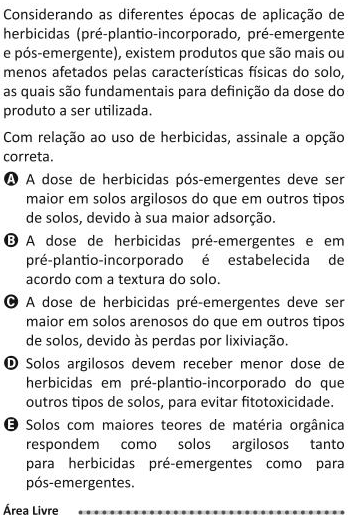 Considerando as diferentes épocas de aplicação de
herbicidas (pré-plantio-incorporado, pré-emergente
e pós-emergente), existem produtos que são mais ou
menos afetados pelas características físicas do solo,
as quais são fundamentais para definição da dose do
produto a ser utilizada.
Com relação ao uso de herbicidas, assinale a opção
correta.
A A dose de herbicidas pós-emergentes deve ser
maior em solos argilosos do que em outros tipos
de solos, devido à sua maior adsorção.
B A dose de herbicidas pré-emergentes e em
pré-plantio-incorporado é estabelecida de
acordo com a textura do solo.
C A dose de herbicidas pré-emergentes deve ser
maior em solos arenosos do que em outros tipos
de solos, devido às perdas por lixiviação.
D Solos argilosos devem receber menor dose de
herbicidas em pré-plantio-incorporado do que
outros tipos de solos, para evitar fitotoxicidade.
E Solos com maiores teores de matéria orgânica
respondem como solos argilosos tanto
para herbicidas pré-emergentes como para
pós-emergentes.
Área Livre